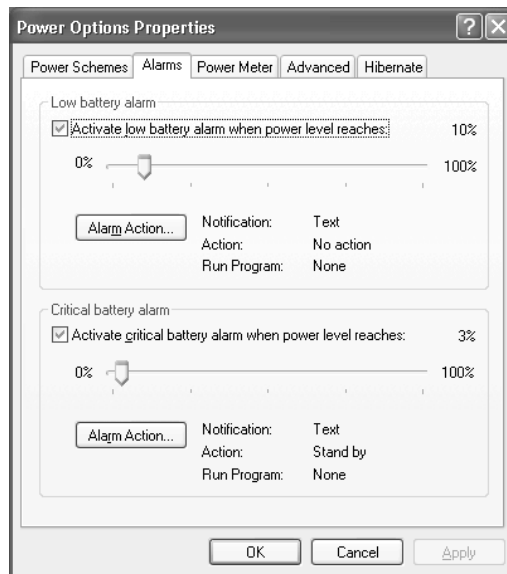 Power Options Properties
Power Schemes Alarms Power Meter Advanced Hibernate
Low battery alarm
Activate low battery alarm when power level reaches: 10%
0% 100%
Alarm Action... Notification: Text
Action: No action
Run Program: None
Critical battery alarm
Activate critical battery alarm when power level reaches: 3%
0% 100%
Alarm Action... Notification: Text
Action: Stand by
Run Program: None
OK Cancel Apply